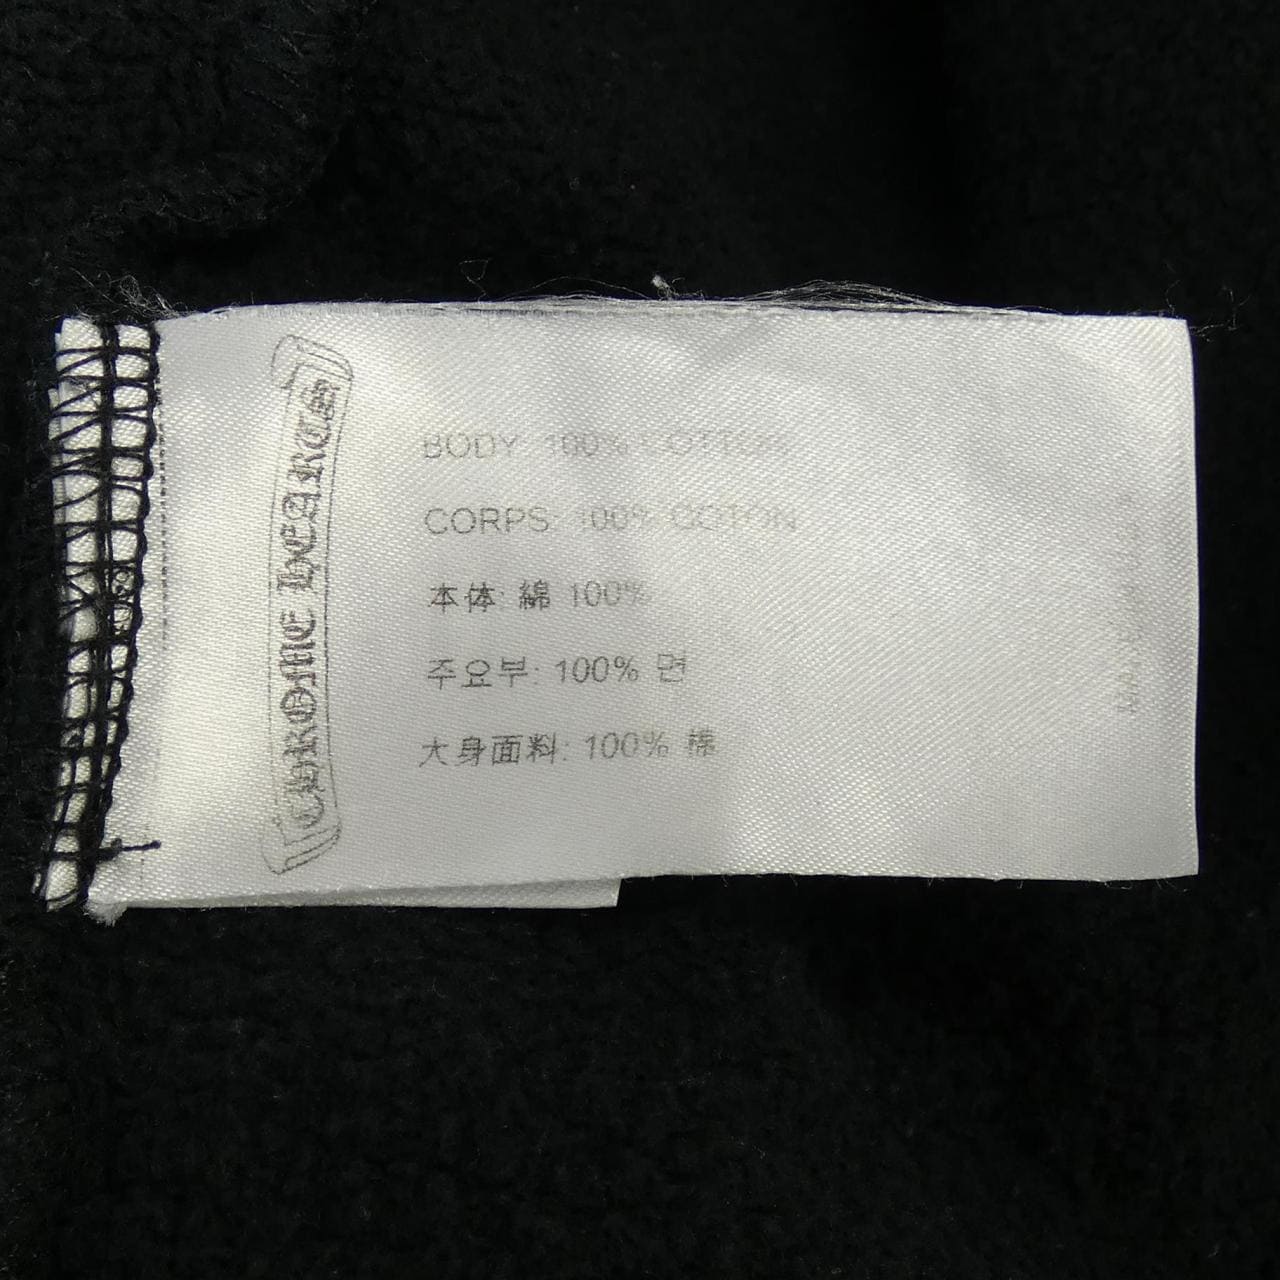 CHROME HEARTS
BODY: 100% COTTON
CORPS: 100% COTON
本体: 綿 100%
주요부: 100% 면
大身面料: 100% 棉